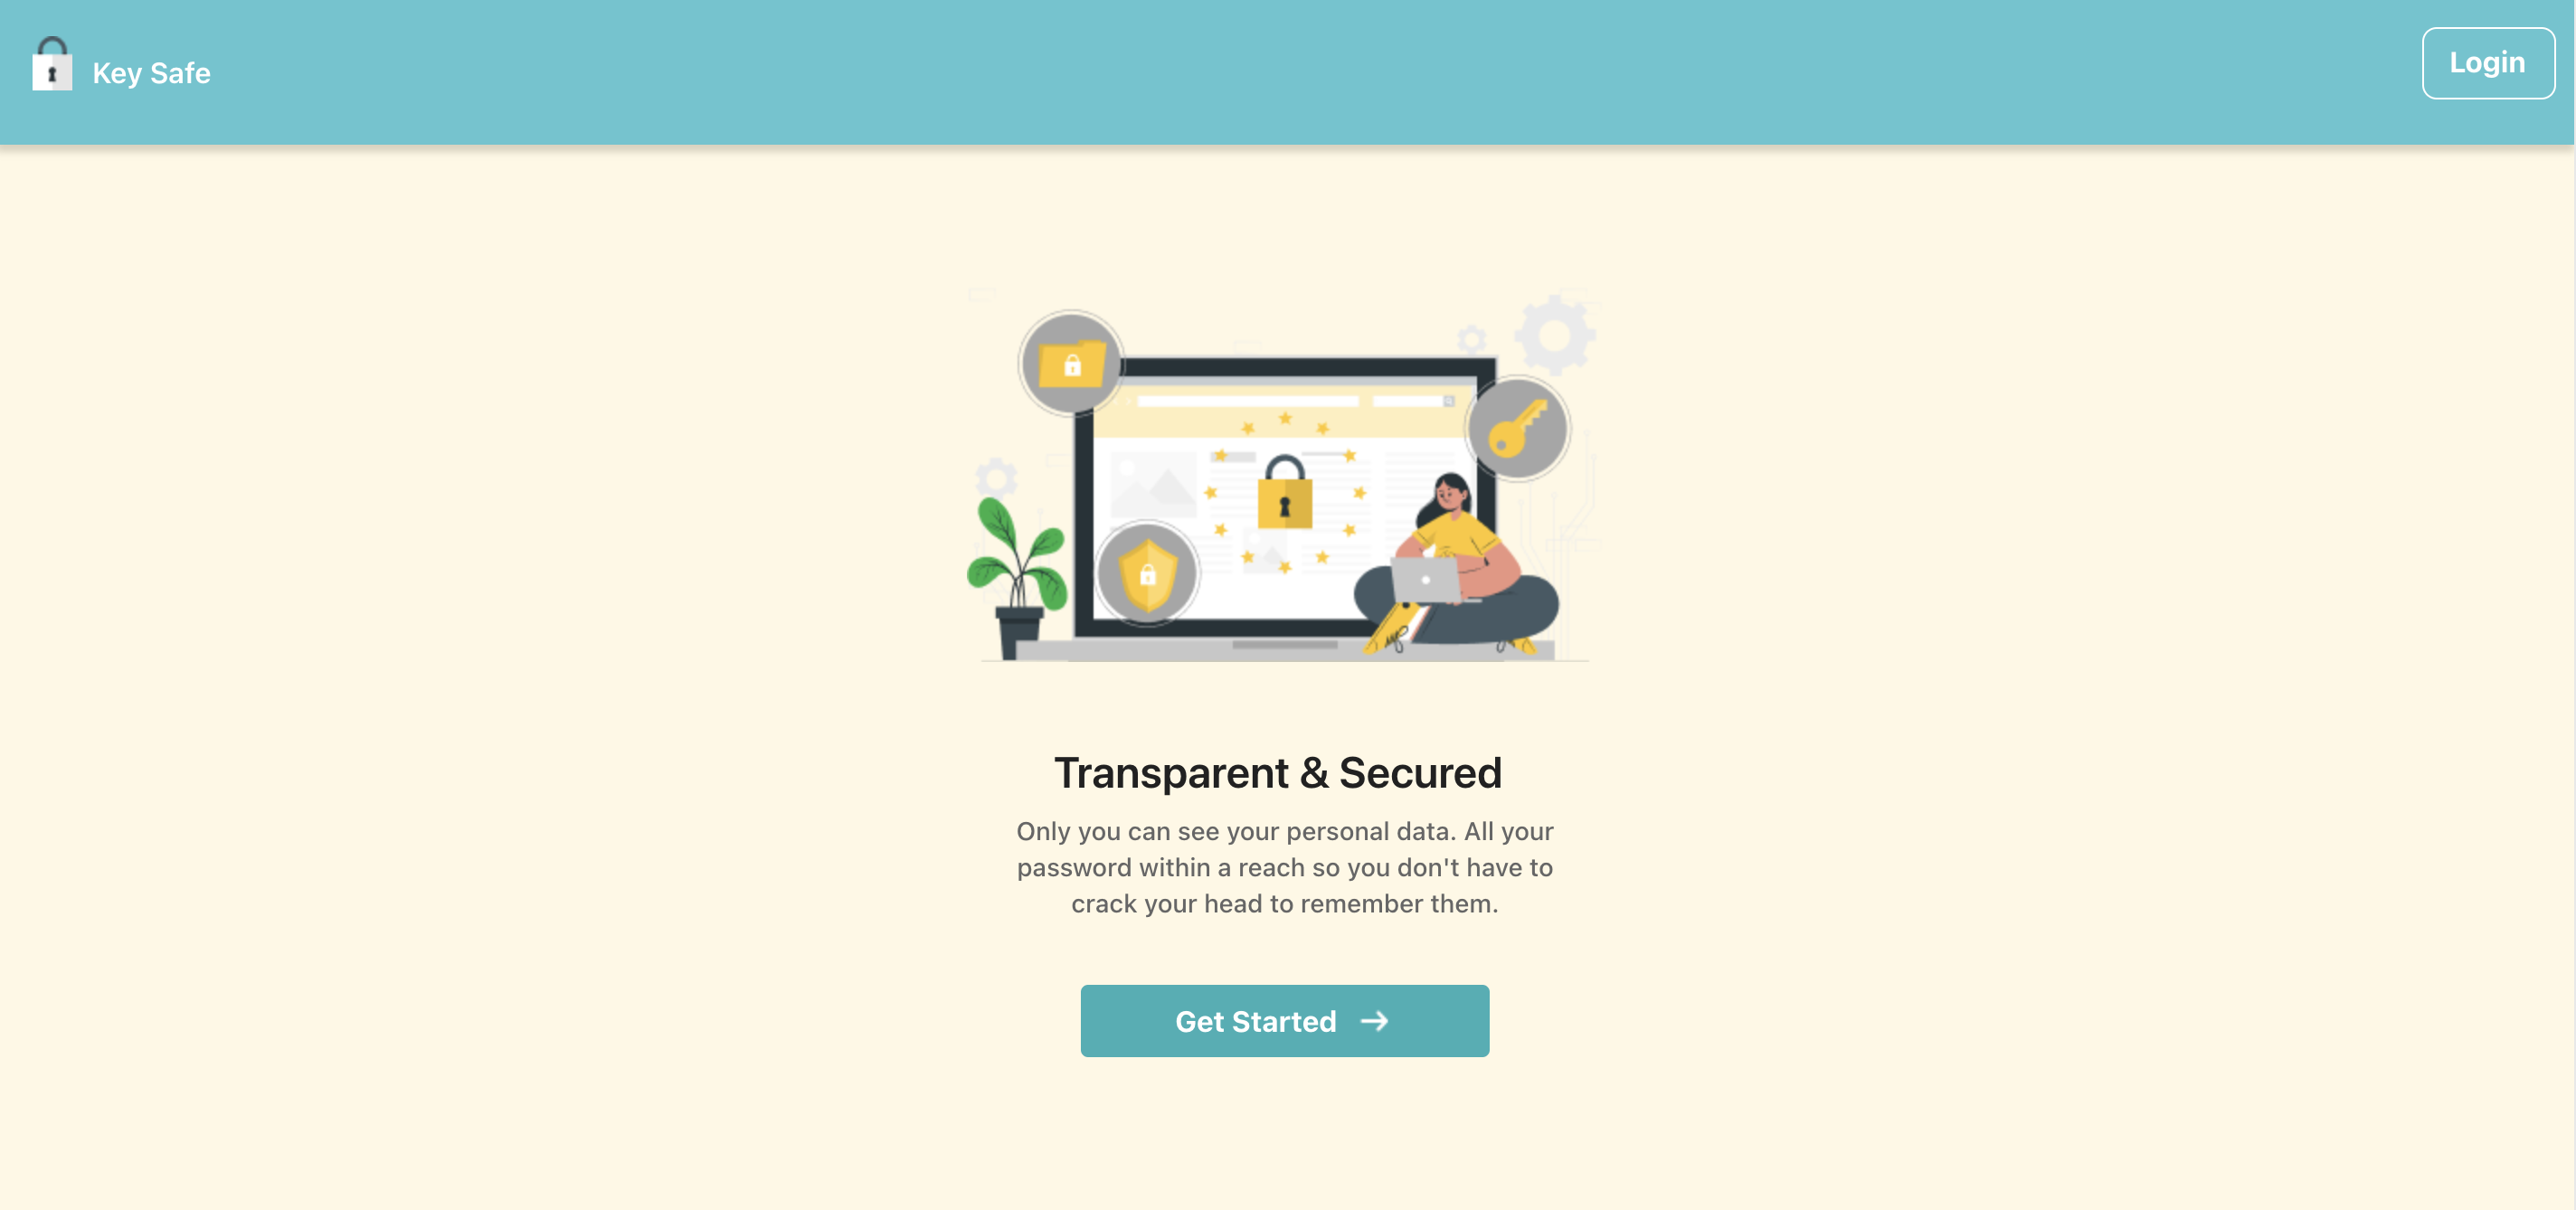 Key Safe
Login
Transparent & Secured
Only you can see your personal data. All your
password within a reach so you don't have to
crack your head to remember them.
Get Started